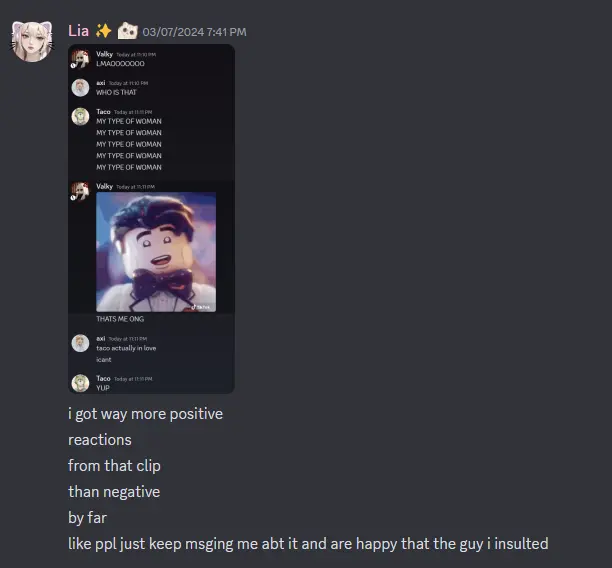 Lia 03/07/2024 7:41 PM
Valky Today at 11:10 PM
LMAOOOOOOO
axi Today at 11:10 PM
WHO IS THAT
Taco Today at 11:11 PM
MY TYPE OF WOMAN
MY TYPE OF WOMAN
MY TYPE OF WOMAN
MY TYPE OF WOMAN
MY TYPE OF WOMAN
Valky Today at 11:11 PM
TikTok
THATS ME ONG
axi Today at 11:11 PM
taco actually in love
icant
Taco Today at 11:11 PM
YUP
i got way more positive
reactions
from that clip
than negative
by far
like ppl just keep msging me abt it and are happy that the guy i insulted